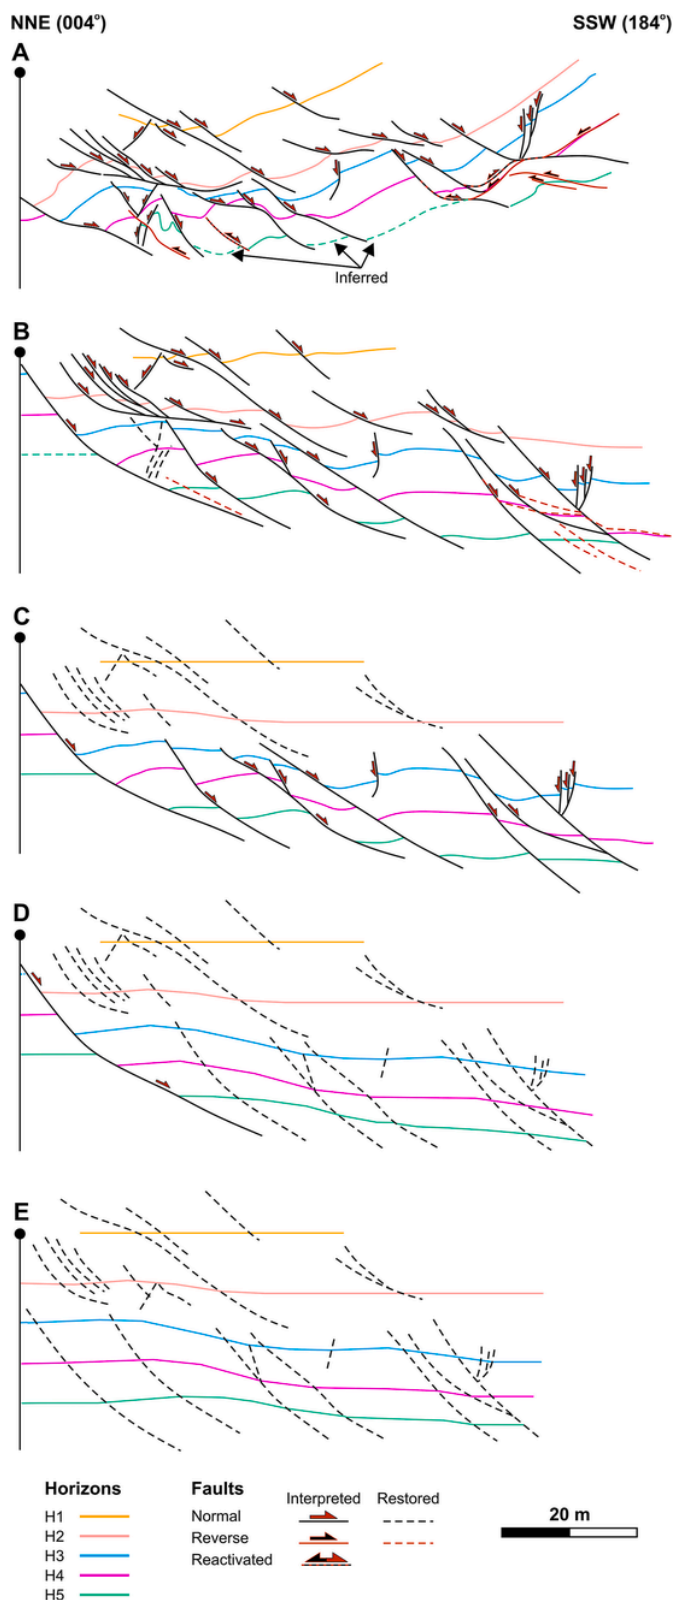 NNE (004°) SSW (184°)
A
Inferred
B
C
D
E
Horizons
H1
H2
H3
H4
H5
Faults
Interpreted Restored
Normal
Reverse
Reactivated
20 m